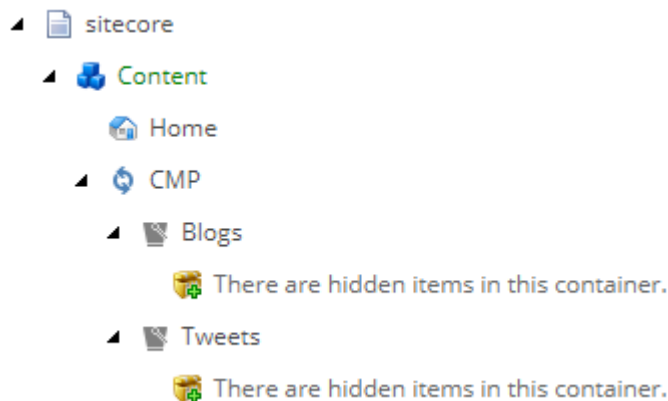 sitecore
Content
Home
CMP
Blogs
There are hidden items in this container.
Tweets
There are hidden items in this container.